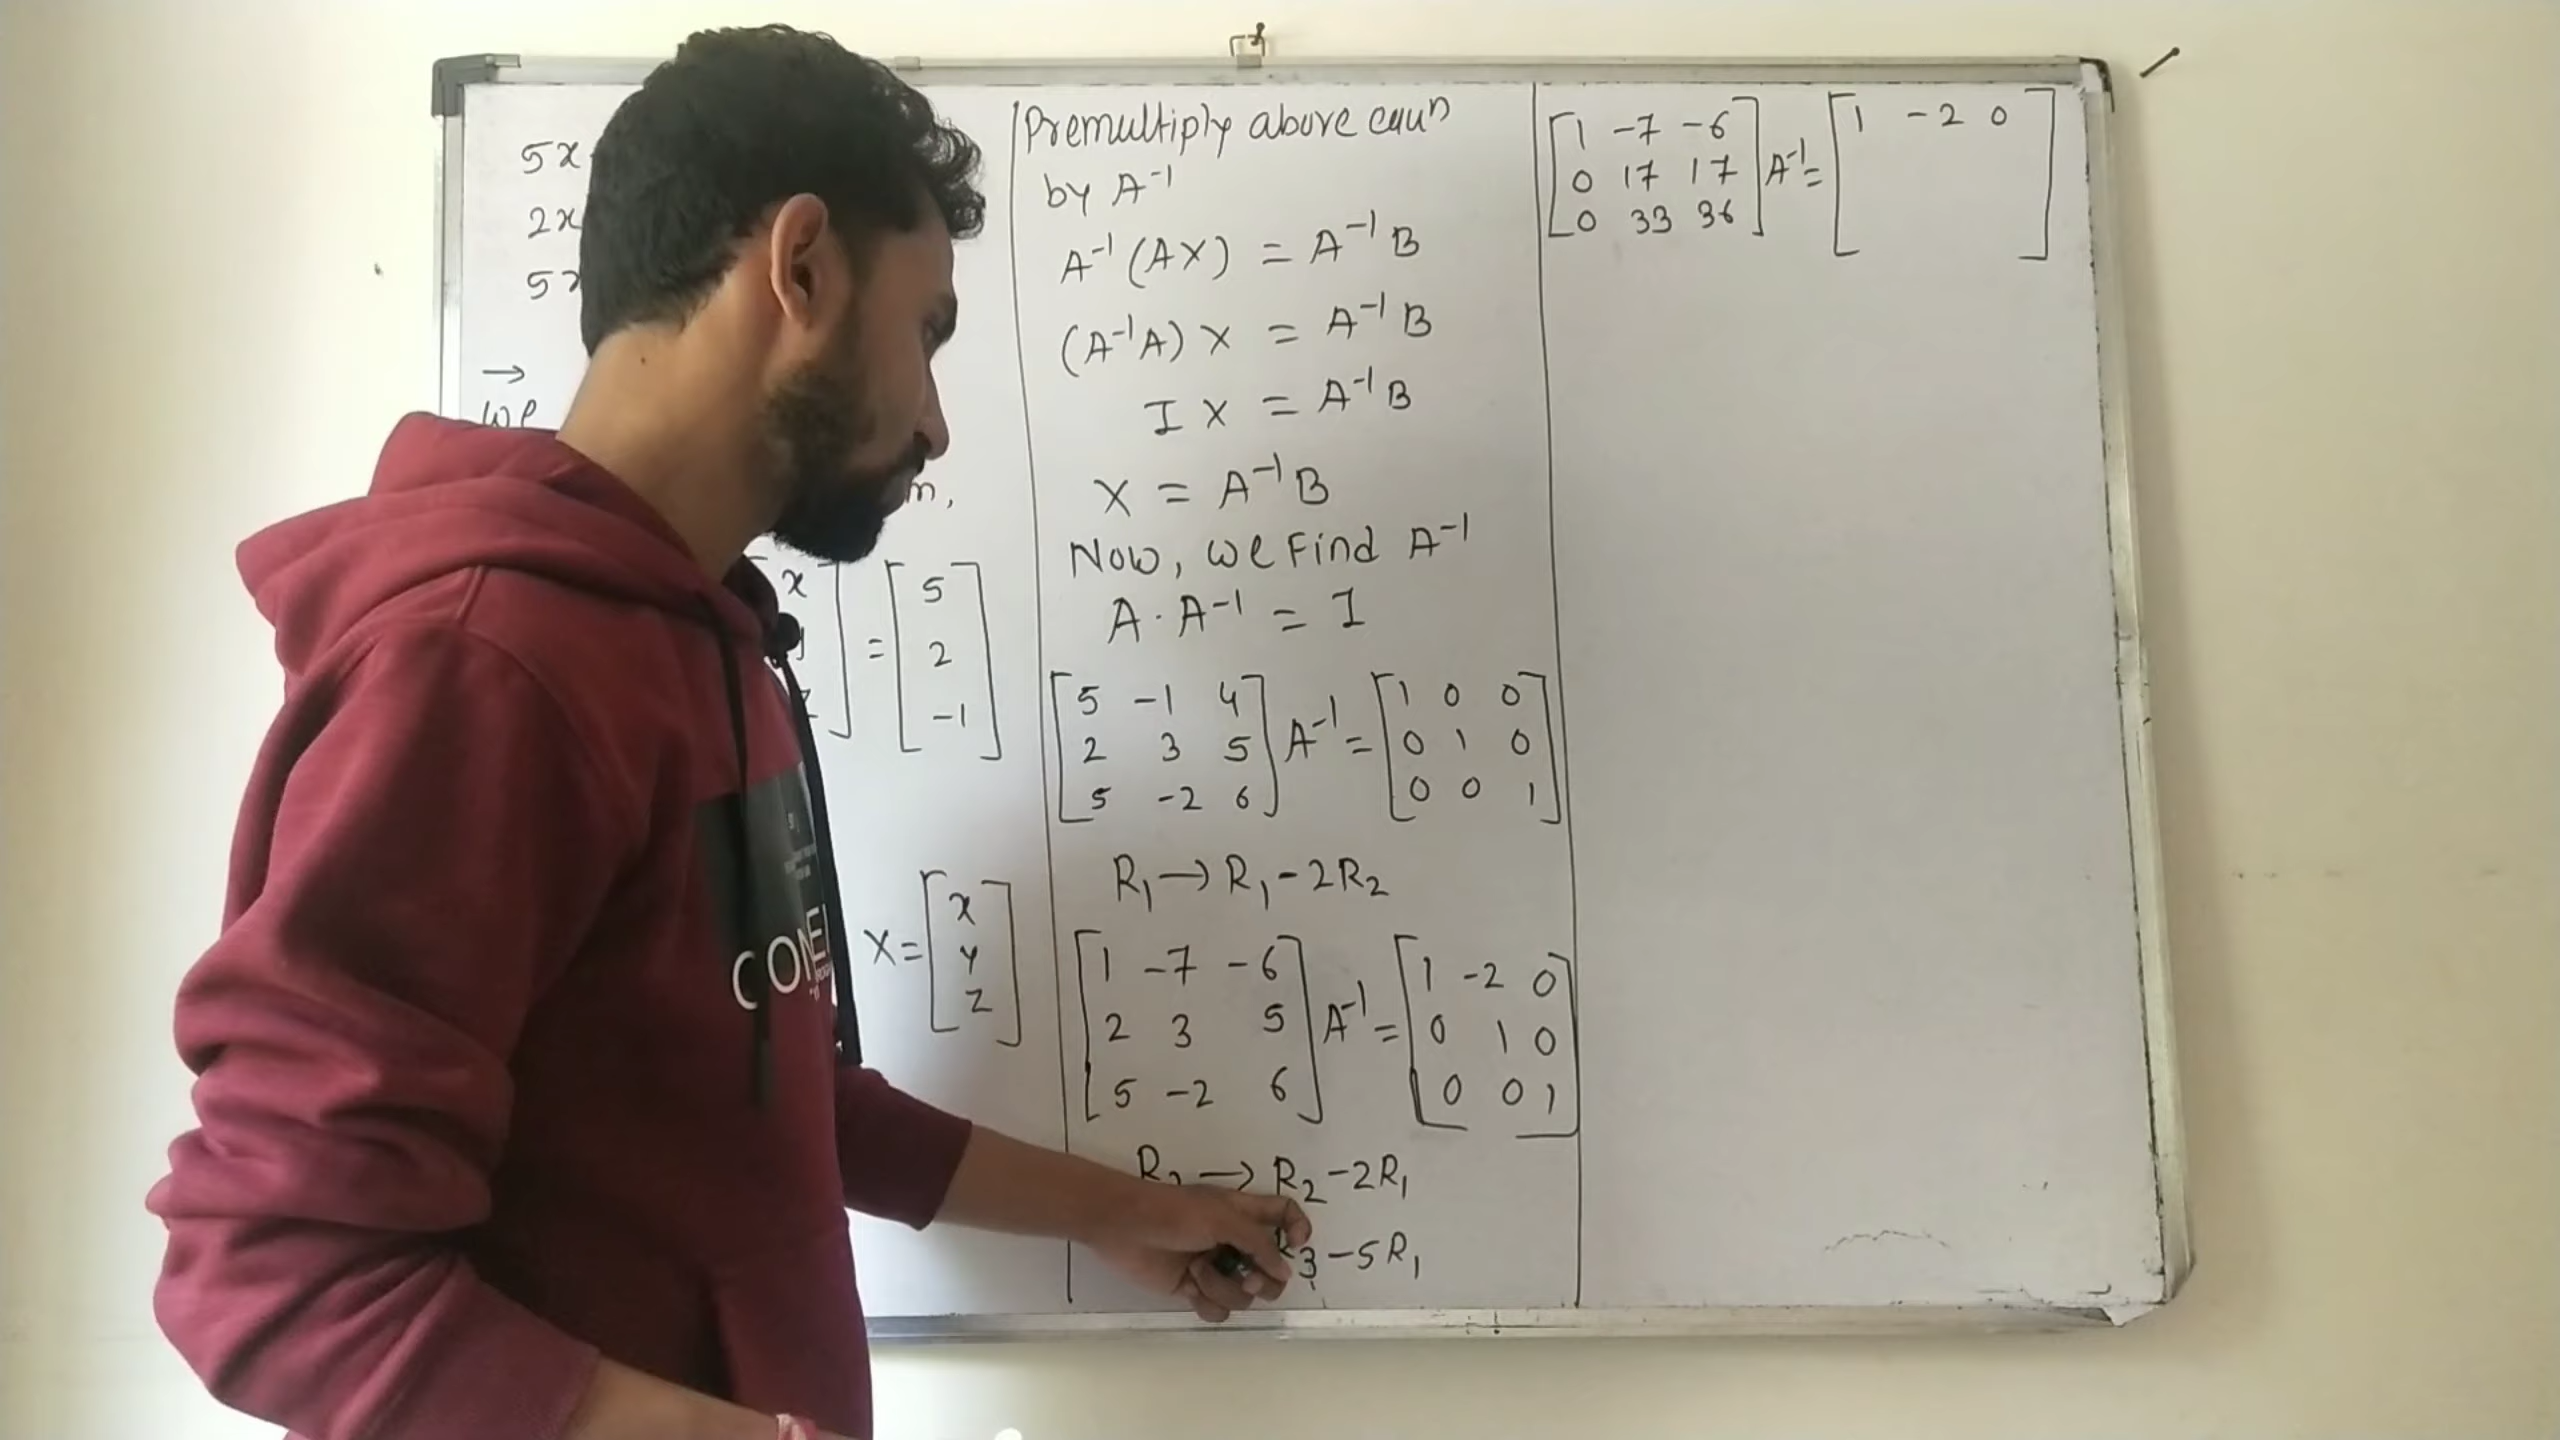 5x
2x
5x
→
we
m,
[x] = [5]
[y] [2]
[z] [-1]
X = [x]
[y]
[z]
Premultiply above equⁿ
by A⁻¹
A⁻¹(AX) = A⁻¹B
(A⁻¹A)X = A⁻¹B
IX = A⁻¹B
X = A⁻¹B
Now, we Find A⁻¹
A·A⁻¹ = I
[5 -1 4] [1 0 0]
[2 3 5] A⁻¹ = [0 1 0]
[5 -2 6] [0 0 1]
R₁ → R₁ - 2R₂
[1 -7 -6] [1 -2 0]
[2 3 5] A⁻¹ = [0 1 0]
[5 -2 6] [0 0 1]
R₂ → R₂ - 2R₁
R₃ - 5R₁
[1 -7 -6] [1 -2 0]
[0 17 17] A⁻¹ =
[0 33 36]
CONE